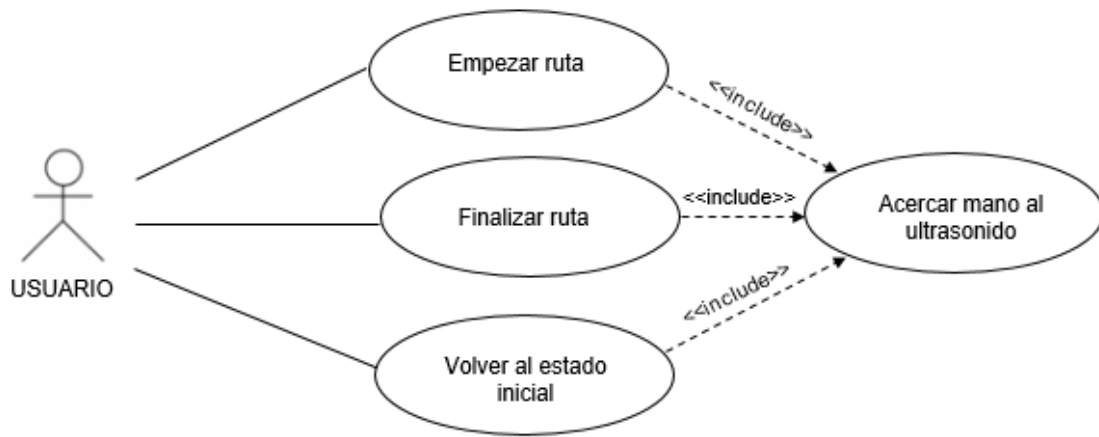 Empezar ruta
<<include>>
USUARIO
Finalizar ruta
<<include>>
Acercar mano al
ultrasonido
<<include>>
Volver al estado
inicial